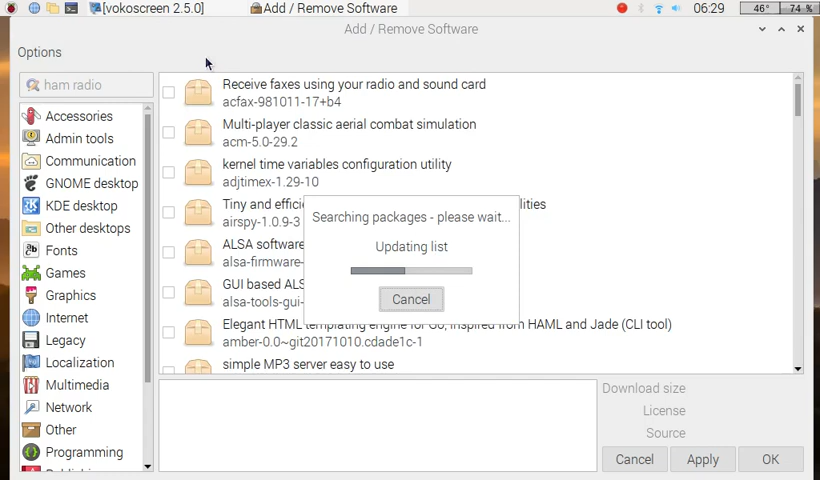 [vokoscreen 2.5.0]
Add / Remove Software
06:29
46°
74 %
Add / Remove Software
Options
ham radio
Accessories
Admin tools
Communication
GNOME desktop
KDE desktop
Other desktops
Fonts
Games
Graphics
Internet
Legacy
Localization
Multimedia
Network
Other
Programming
Receive faxes using your radio and sound card
acfax-981011-17+b4
Multi-player classic aerial combat simulation
acm-5.0-29.2
kernel time variables configuration utility
adjtimex-1.29-10
Tiny and effici
airspy-1.0.9-3
ALSA software
alsa-firmware-
GUI based ALS
alsa-tools-gui-
Elegant HTML templating engine for Go, inspired from HAML and Jade (CLI tool)
amber-0.0~git20171010.cdade1c-1
simple MP3 server easy to use
Searching packages - please wait...
Updating list
Cancel
Download size
License
Source
Cancel
Apply
OK